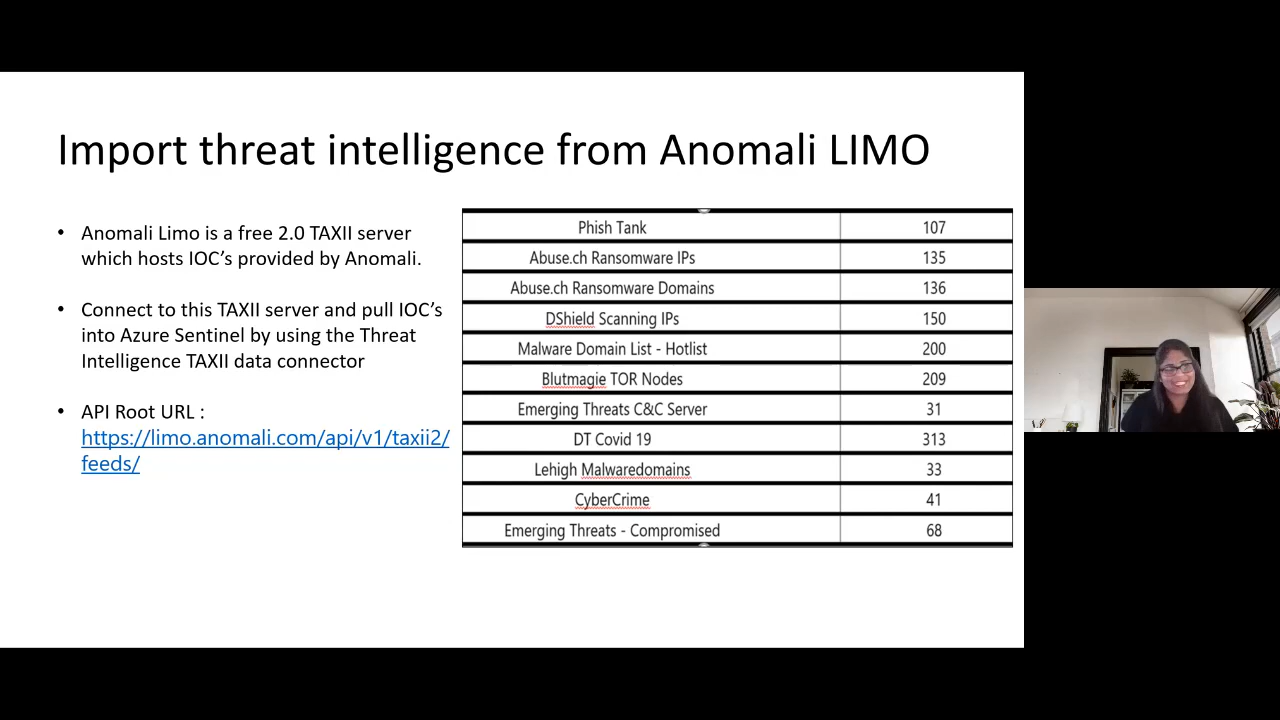 Import threat intelligence from Anomali LIMO
• Anomali Limo is a free 2.0 TAXII server
which hosts IOC’s provided by Anomali.
• Connect to this TAXII server and pull IOC’s
into Azure Sentinel by using the Threat
Intelligence TAXII data connector
• API Root URL :
https://limo.anomali.com/api/v1/taxii2/
feeds/
Phish Tank 107
Abuse.ch Ransomware IPs 135
Abuse.ch Ransomware Domains 136
DShield Scanning IPs 150
Malware Domain List - Hotlist 200
Blutmagie TOR Nodes 209
Emerging Threats C&C Server 31
DT Covid 19 313
Lehigh Malwaredomains 33
CyberCrime 41
Emerging Threats - Compromised 68